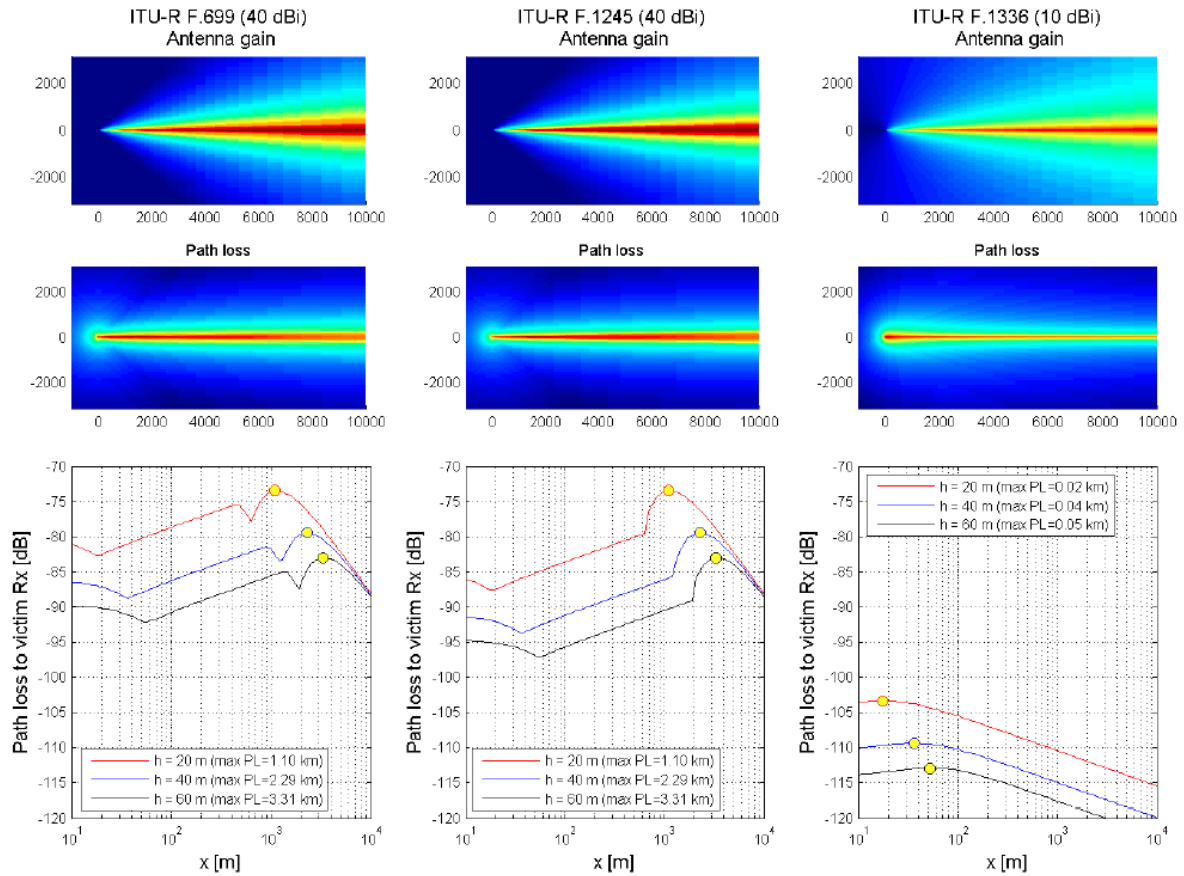 ITU-R F.699 (40 dBi)
Antenna gain
ITU-R F.1245 (40 dBi)
Antenna gain
ITU-R F.1336 (10 dBi)
Antenna gain
2000
0
-2000
0 2000 4000 6000 8000 10000
2000
0
-2000
0 2000 4000 6000 8000 10000
2000
0
-2000
0 2000 4000 6000 8000 10000
Path loss
2000
0
-2000
0 2000 4000 6000 8000 10000
Path loss
2000
0
-2000
0 2000 4000 6000 8000 10000
Path loss
2000
0
-2000
0 2000 4000 6000 8000 10000
Path loss to victim Rx [dB]
-70
-75
-80
-85
-90
-95
-100
-105
-110
-115
-120
h = 20 m (max PL=1.10 km)
h = 40 m (max PL=2.29 km)
h = 60 m (max PL=3.31 km)
10^1 10^2 10^3 10^4
x [m]
Path loss to victim Rx [dB]
-70
-75
-80
-85
-90
-95
-100
-105
-110
-115
-120
h = 20 m (max PL=1.10 km)
h = 40 m (max PL=2.29 km)
h = 60 m (max PL=3.31 km)
10^1 10^2 10^3 10^4
x [m]
Path loss to victim Rx [dB]
-70
-75
-80
-85
-90
-95
-100
-105
-110
-115
-120
h = 20 m (max PL=0.02 km)
h = 40 m (max PL=0.04 km)
h = 60 m (max PL=0.05 km)
10^1 10^2 10^3 10^4
x [m]